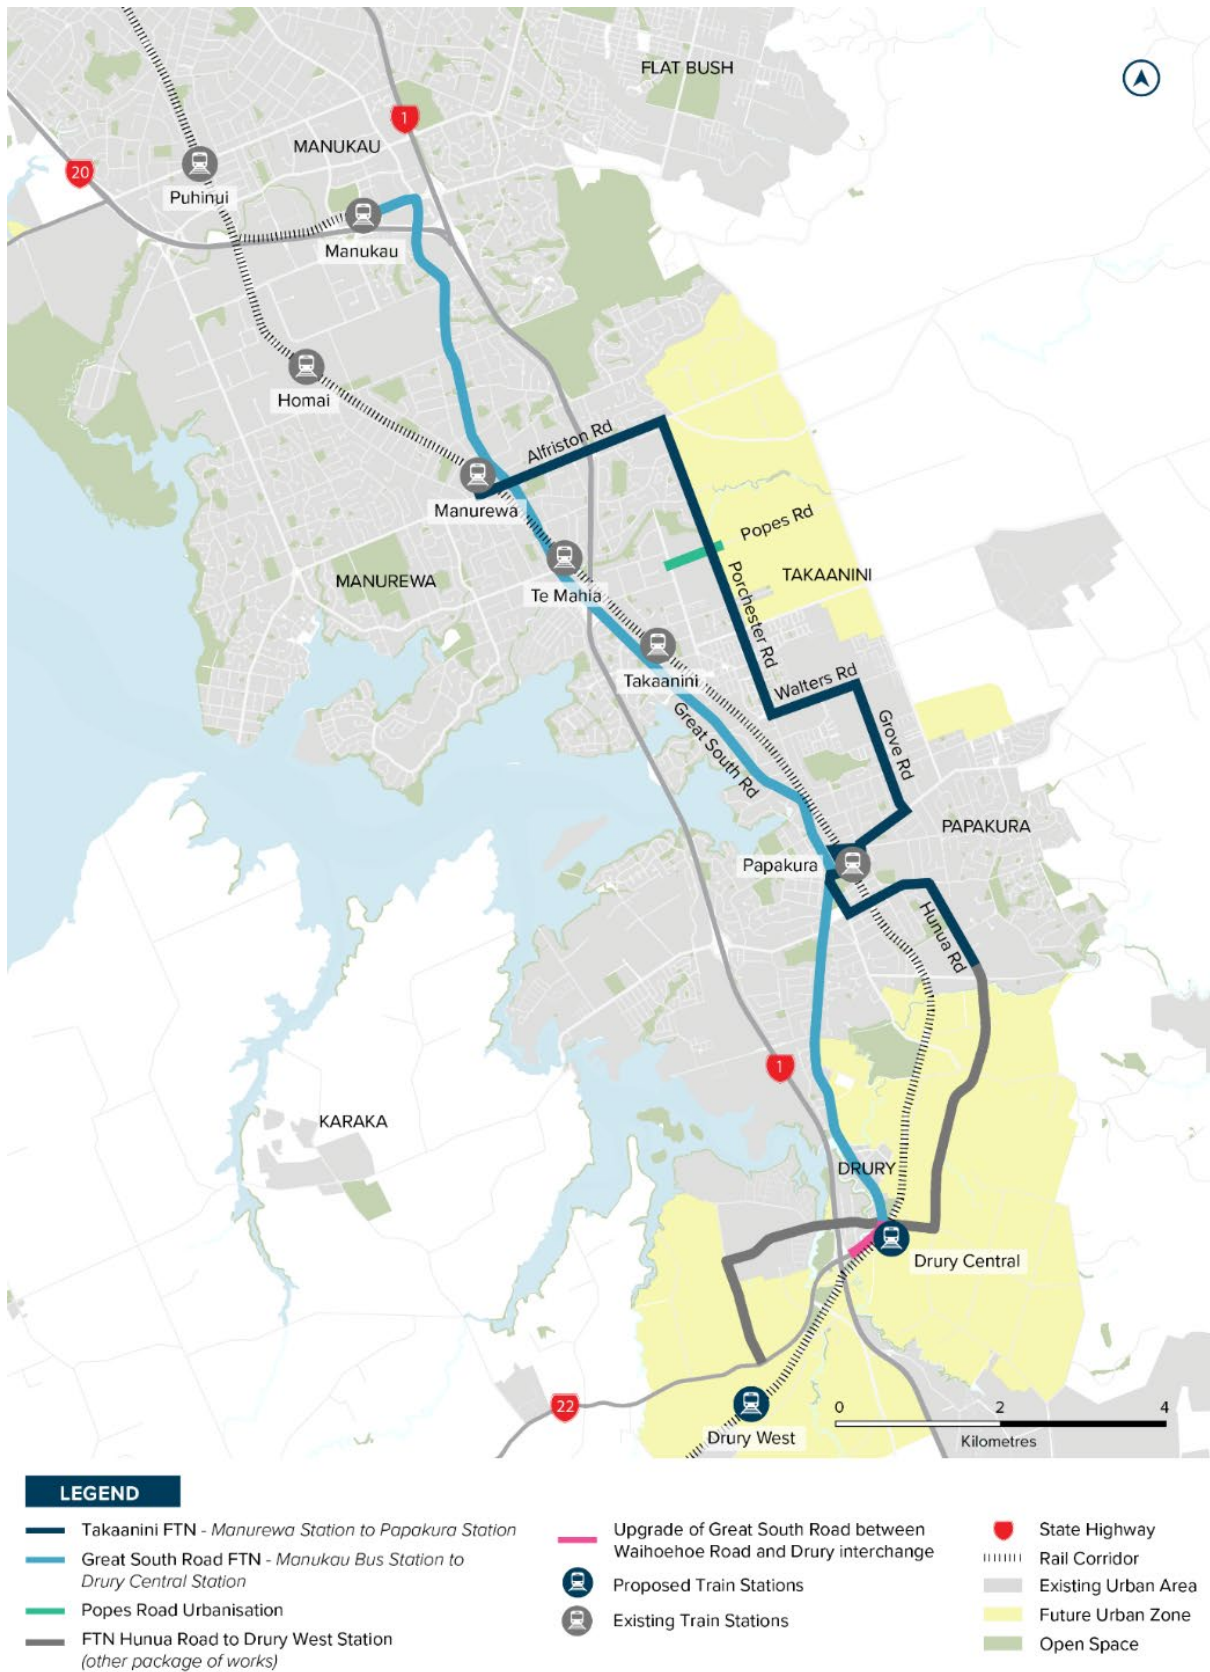 FLAT BUSH
1
MANUKAU
20
Puhinui
Manukau
Homai
Alfriston Rd
Manurewa
Popes Rd
MANUREWA
TAKAANINI
Te Mahia
Porchester Rd
Takaanini
Walters Rd
Great South Rd
Grove Rd
PAPAKURA
Papakura
Hunua Rd
1
KARAKA
DRURY
Drury Central
22
Drury West
0 2 4
Kilometres
LEGEND
Takaanini FTN - Manurewa Station to Papakura Station
Great South Road FTN - Manukau Bus Station to
Drury Central Station
Popes Road Urbanisation
FTN Hunua Road to Drury West Station
(other package of works)
Upgrade of Great South Road between
Waihoehoe Road and Drury interchange
Proposed Train Stations
Existing Train Stations
State Highway
Rail Corridor
Existing Urban Area
Future Urban Zone
Open Space